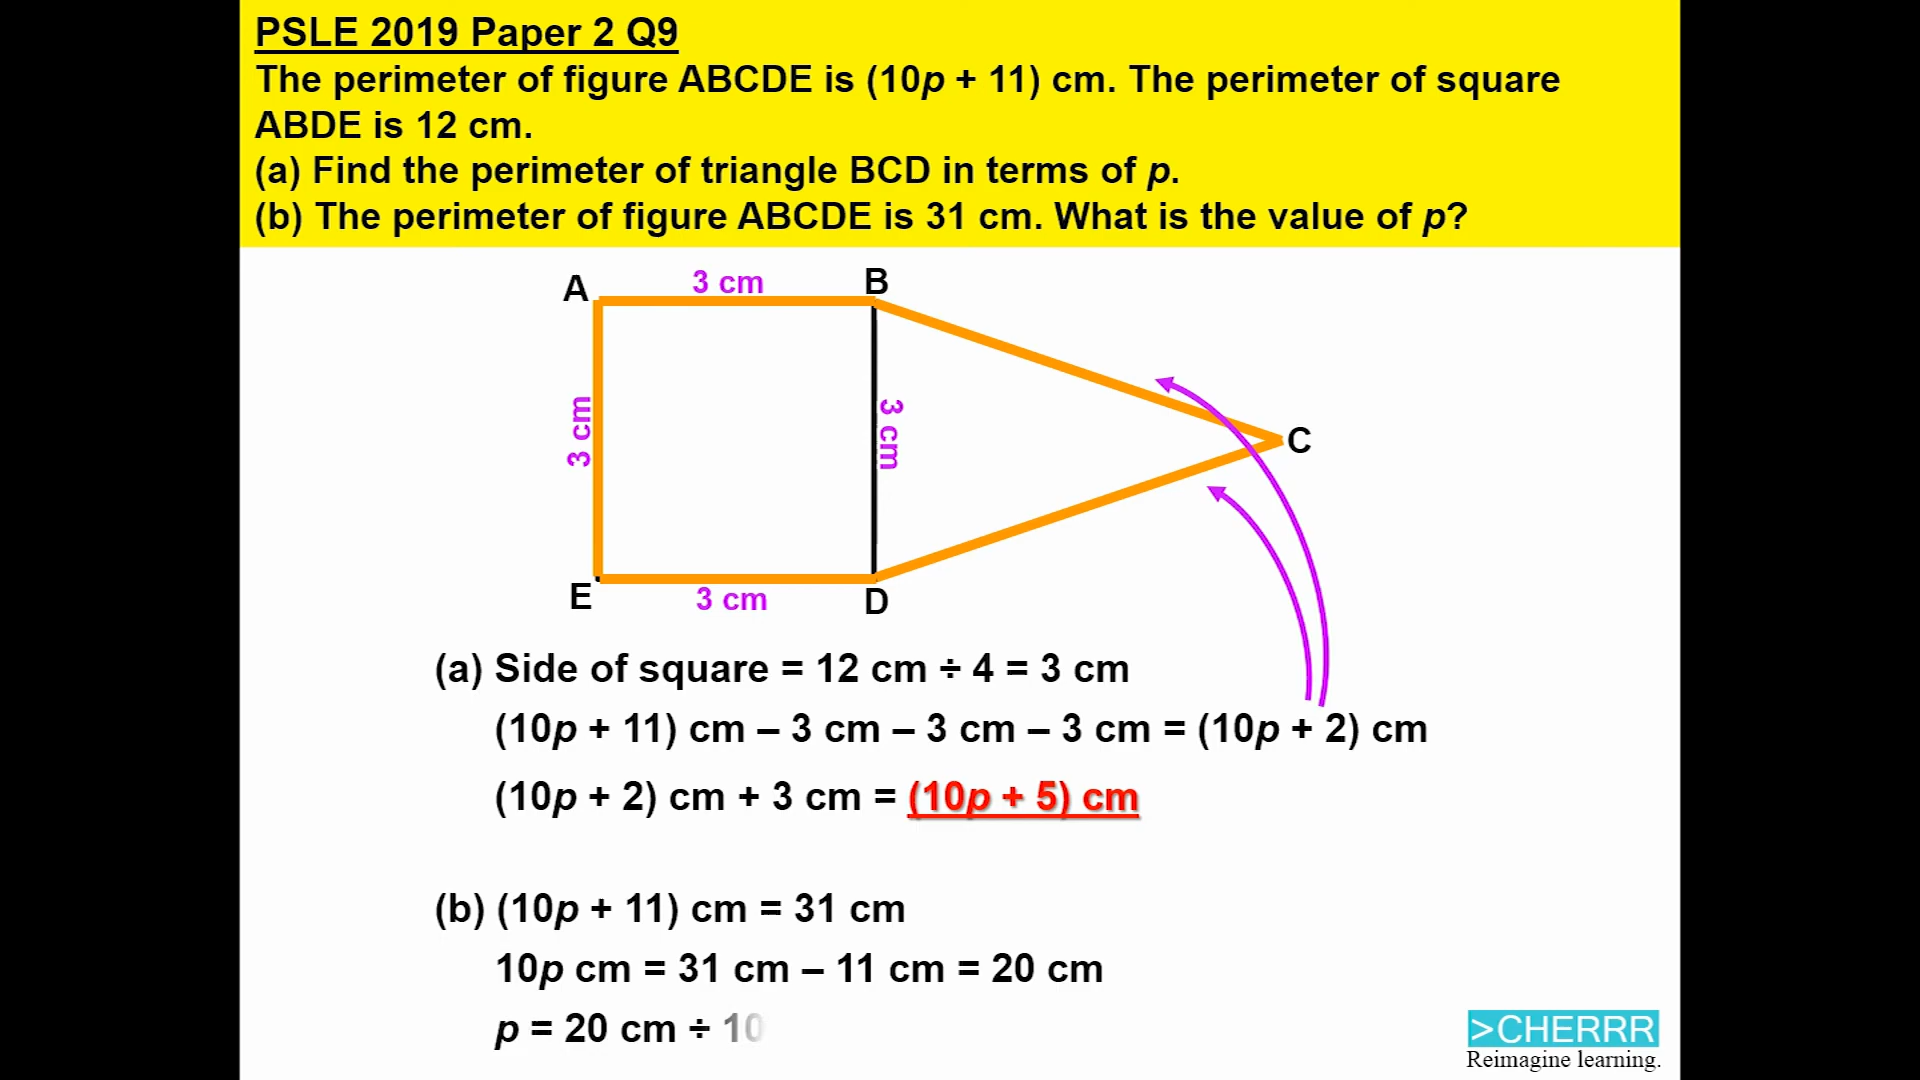 PSLE 2019 Paper 2 Q9
The perimeter of figure ABCDE is (10p + 11) cm. The perimeter of square
ABDE is 12 cm.
(a) Find the perimeter of triangle BCD in terms of p.
(b) The perimeter of figure ABCDE is 31 cm. What is the value of p?
A
3 cm
B
3 cm
3 cm
C
E
3 cm
D
(a) Side of square = 12 cm ÷ 4 = 3 cm
(10p + 11) cm – 3 cm – 3 cm – 3 cm = (10p + 2) cm
(10p + 2) cm + 3 cm = (10p + 5) cm
(b) (10p + 11) cm = 31 cm
10p cm = 31 cm – 11 cm = 20 cm
p = 20 cm ÷ 10
>CHERRR
Reimagine learning.